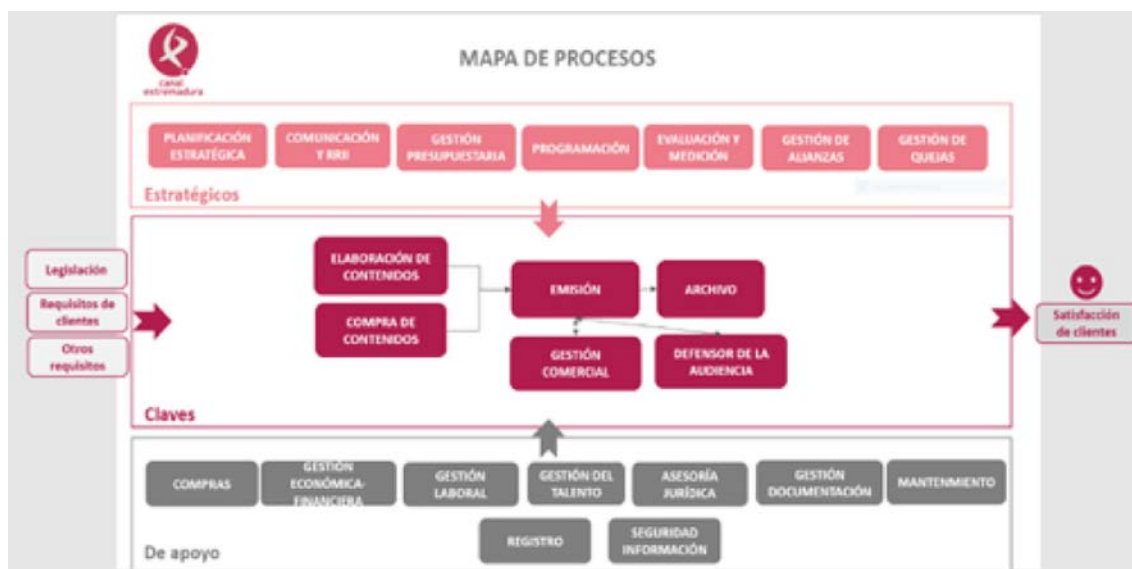 canal
extremadura
MAPA DE PROCESOS
PLANIFICACIÓN
ESTRATÉGICA
COMUNICACIÓN
Y RRII
GESTIÓN
PRESUPUESTARIA
PROGRAMACIÓN
EVALUACIÓN Y
MEDICIÓN
GESTIÓN DE
ALIANZAS
GESTIÓN DE
QUEJAS
Estratégicos
Legislación
Requisitos de
clientes
Otros
requisitos
ELABORACIÓN DE
CONTENIDOS
COMPRA DE
CONTENIDOS
EMISIÓN
ARCHIVO
GESTIÓN
COMERCIAL
DEFENSOR DE LA
AUDIENCIA
Claves
Satisfacción
de clientes
COMPRAS
GESTIÓN
ECONÓMICA-
FINANCIERA
GESTIÓN
LABORAL
GESTIÓN DEL
TALENTO
ASESORÍA
JURÍDICA
GESTIÓN
DOCUMENTACIÓN
MANTENMIENTO
REGISTRO
SEGURIDAD
INFORMACIÓN
De apoyo